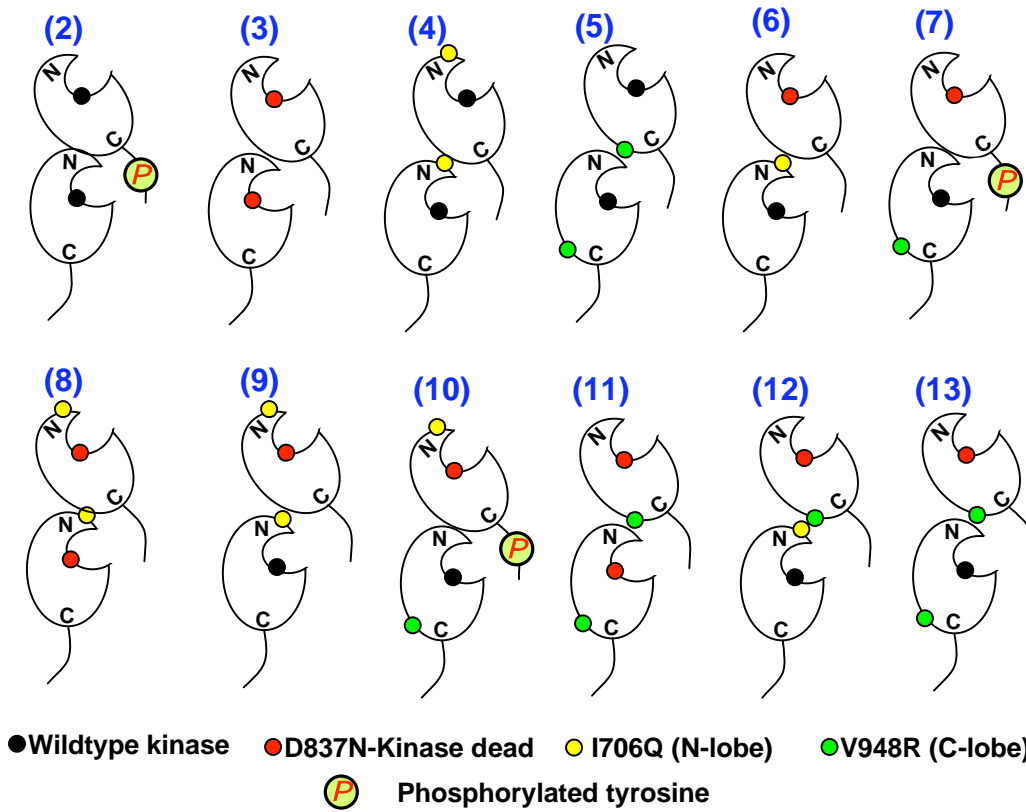 (2) (3) (4) (5) (6) (7)
N N N N N N
C C C C C C
N N N N N N
P P
C C C C C C
(8) (9) (10) (11) (12) (13)
N N N N N N
C C C C C C
N N N N N N
P
C C C C C C
Wildtype kinase D837N-Kinase dead I706Q (N-lobe) V948R (C-lobe)
P Phosphorylated tyrosine